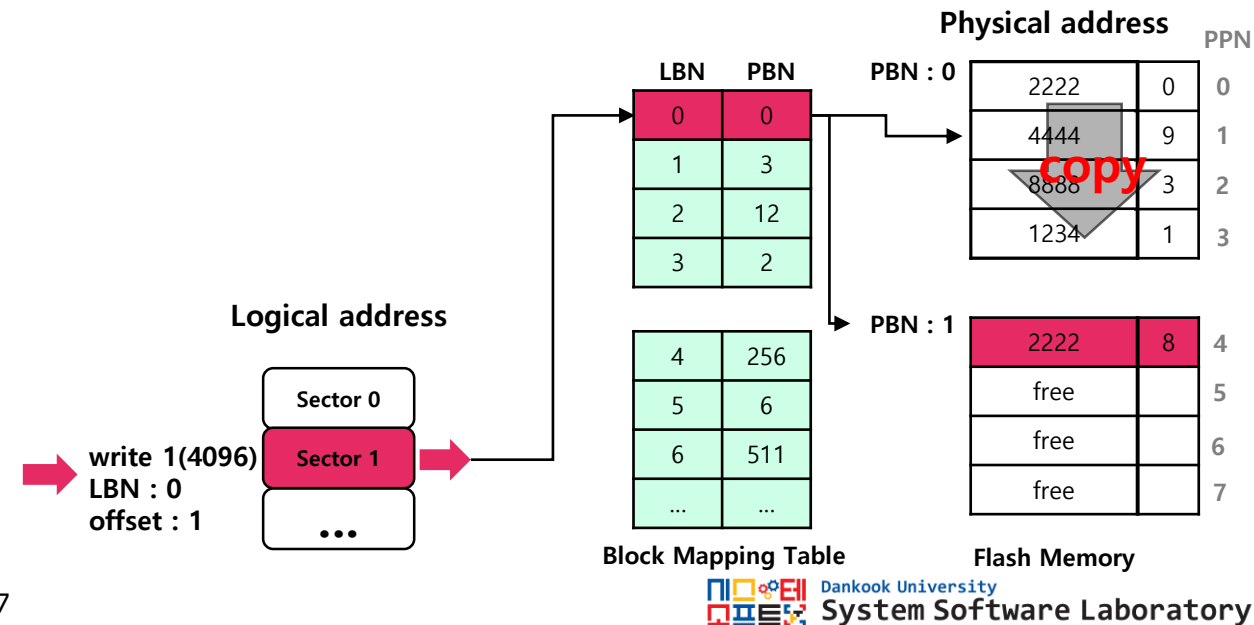 Physical address
PPN
LBN PBN
PBN : 0
0 0
1 3
2 12
3 2
2222 0 0
4444 9 1
8888 3 2
1234 1 3
copy
Logical address
Sector 0
Sector 1
...
write 1(4096)
LBN : 0
offset : 1
4 256
5 6
6 511
... ...
PBN : 1
2222 8 4
free 5
free 6
free 7
Block Mapping Table
Flash Memory
Dankook University
System Software Laboratory